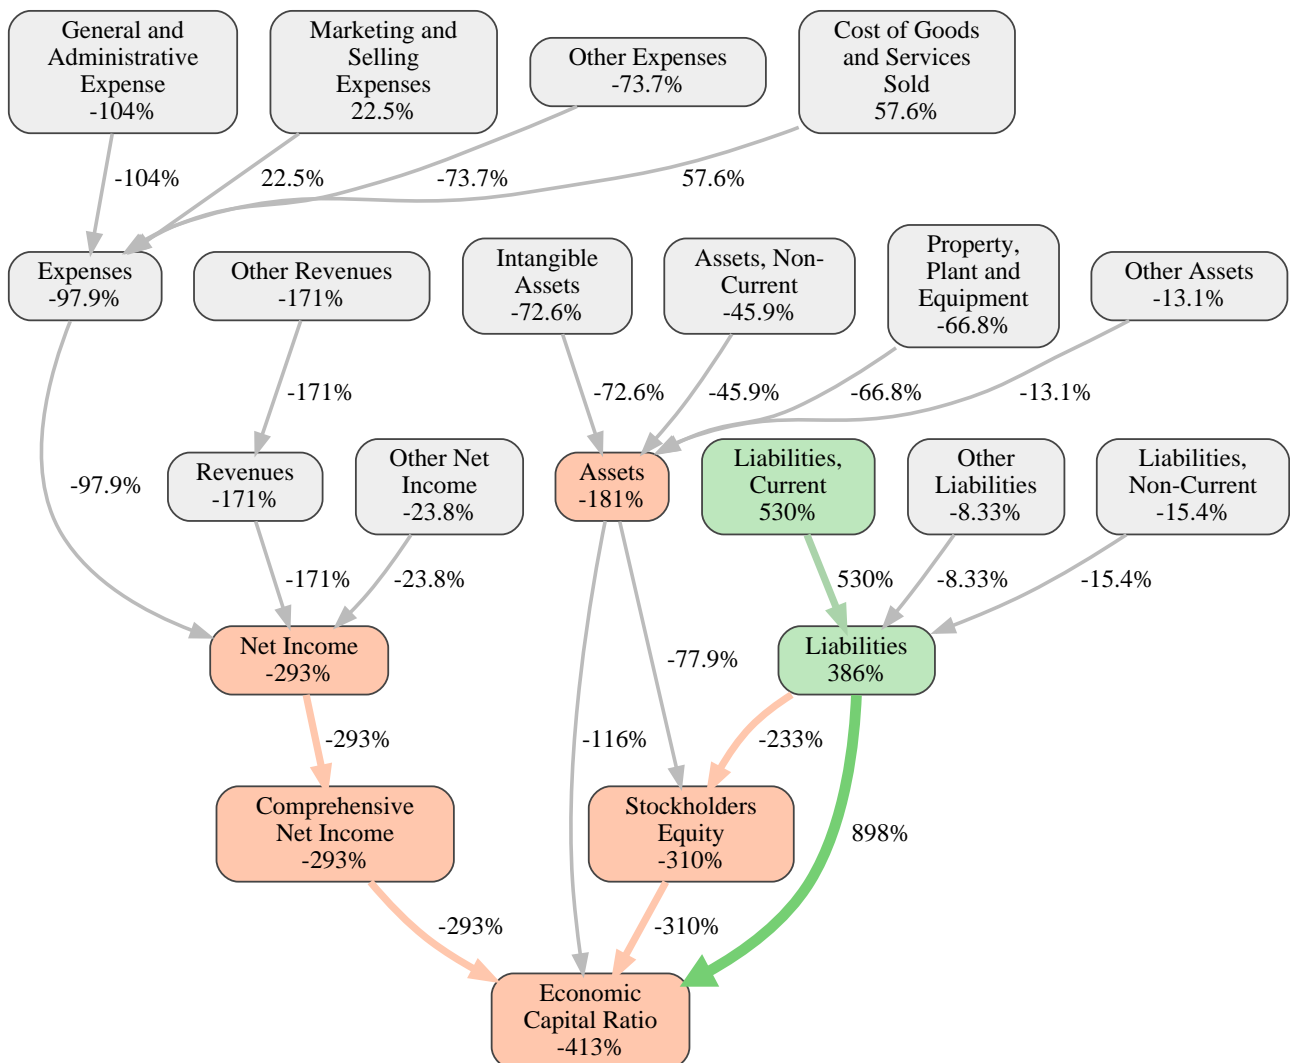 General and
Administrative
Expense
-104%
Marketing and
Selling
Expenses
22.5%
Other Expenses
-73.7%
Cost of Goods
and Services
Sold
57.6%
-104%
22.5%
-73.7%
57.6%
Expenses
-97.9%
Other Revenues
-171%
Intangible
Assets
-72.6%
Assets, Non-
Current
-45.9%
Property,
Plant and
Equipment
-66.8%
Other Assets
-13.1%
-171%
-72.6%
-45.9%
-66.8%
-13.1%
-97.9%
Revenues
-171%
Other Net
Income
-23.8%
Assets
-181%
Liabilities,
Current
530%
Other
Liabilities
-8.33%
Liabilities,
Non-Current
-15.4%
-171%
-23.8%
530%
-8.33%
-15.4%
Net Income
-293%
-77.9%
Liabilities
386%
-293%
-116%
-233%
Comprehensive
Net Income
-293%
Stockholders
Equity
-310%
898%
-293%
-310%
Economic
Capital Ratio
-413%